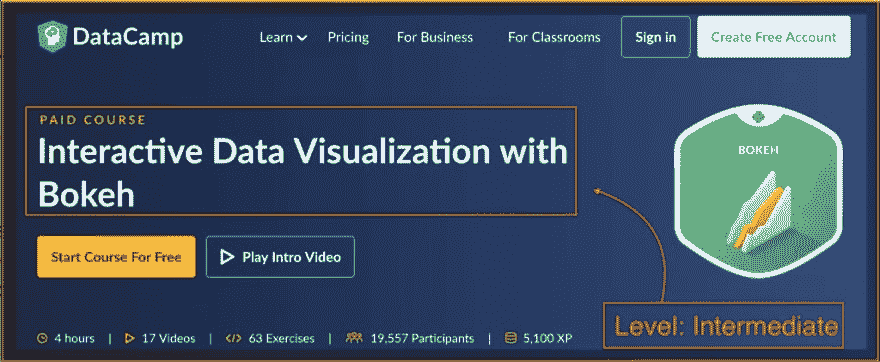 DataCamp Learn Pricing For Business For Classrooms Sign in Create Free Account
PAID COURSE
Interactive Data Visualization with
Bokeh
BOKEH
Start Course For Free Play Intro Video
4 hours | 17 Videos | 63 Exercises | 19,557 Participants | 5,100 XP
Level: Intermediate